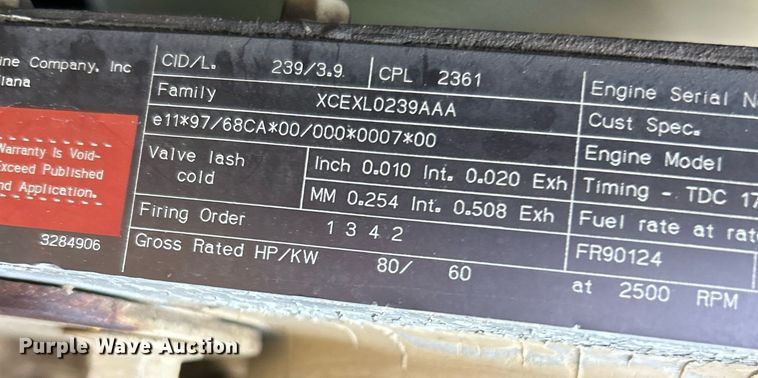 ine Company, Inc
iana
Warranty Is Void-
Exceed Published
nd Application.
3284906
CID/L. 239/3.9 CPL 2361
Family XCEXL0239AAA
e11*97/68CA*00/000*0007*00
Valve lash cold
Inch 0.010 Int. 0.020 Exh
MM 0.254 Int. 0.508 Exh
Firing Order 1 3 4 2
Gross Rated HP/KW 80/ 60 at 2500 RPM
Engine Serial N
Cust Spec.
Engine Model
Timing - TDC 17
Fuel rate at rat
FR90124
Purple Wave Auction